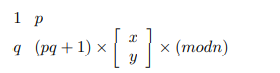 1 p
q (pq + 1) × [ x y ] × (modn)